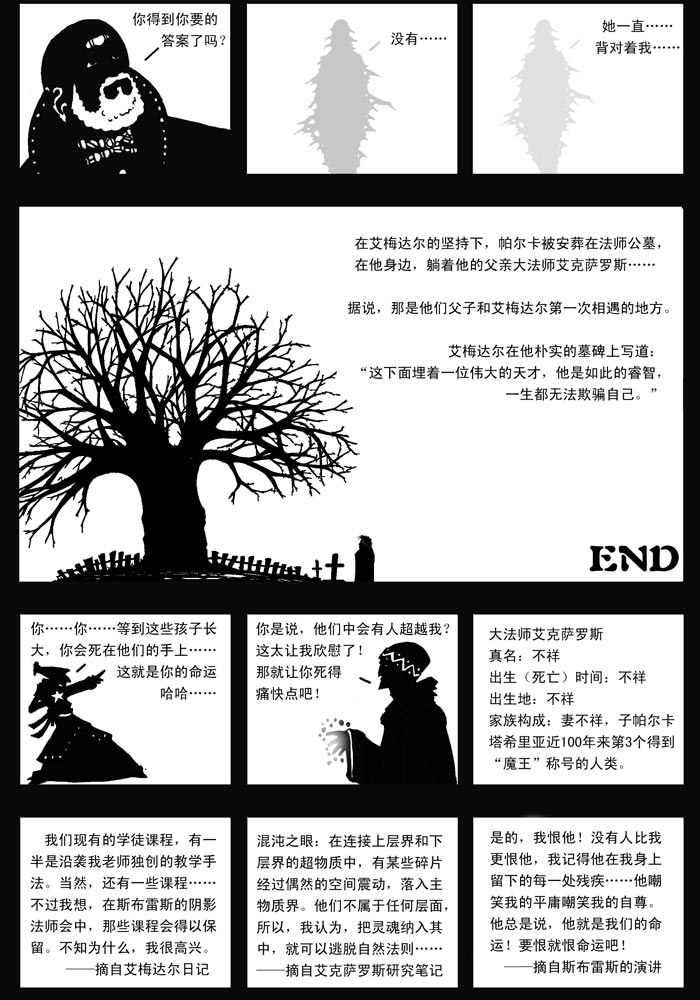 你得到你要的
答案了吗？
没有……
她一直……
背对着我……
在艾梅达尔的坚持下，帕尔卡被安葬在法师公墓，
在他身边，躺着他的父亲大法师艾克萨罗斯……
据说，那是他们父子和艾梅达尔第一次相遇的地方。
艾梅达尔在他朴实的墓碑上写道：
“这下面埋着一位伟大的天才，他是如此的睿智，
一生都无法欺骗自己。”
END
你……你……等到这些孩子长
大，你会死在他们的手上……
这就是你的命运
哈哈……
你是说，他们中会有人超越我？
这太让我欣慰了！
那就让你死得
痛快点吧！
大法师艾克萨罗斯
真名：不祥
出生（死亡）时间：不祥
出生地：不祥
家族构成：妻不祥，子帕尔卡
塔希里亚近100年来第3个得到
“魔王”称号的人类。
我们现有的学徒课程，有一
半是沿袭我老师独创的教学手
法。当然，还有一些课程……
不过我想，在斯布雷斯的阴影
法师会中，那些课程会得以保
留。不知为什么，我很高兴。
——摘自艾梅达尔日记
混沌之眼：在连接上层界和下
层界的超物质中，有某些碎片
经过偶然的空间震动，落入主
物质界。他们不属于任何层面，
所以，我认为，把灵魂纳入其
中，就可以逃脱自然法则……
——摘自艾克萨罗斯研究笔记
是的，我恨他！没有人比我
更恨他，我记得他在我身上
留下的每一处残疾……他嘲
笑我的平庸嘲笑我的自尊。
他总是说，他就是我们的命
运！要恨就恨命运吧！
——摘自斯布雷斯的演讲